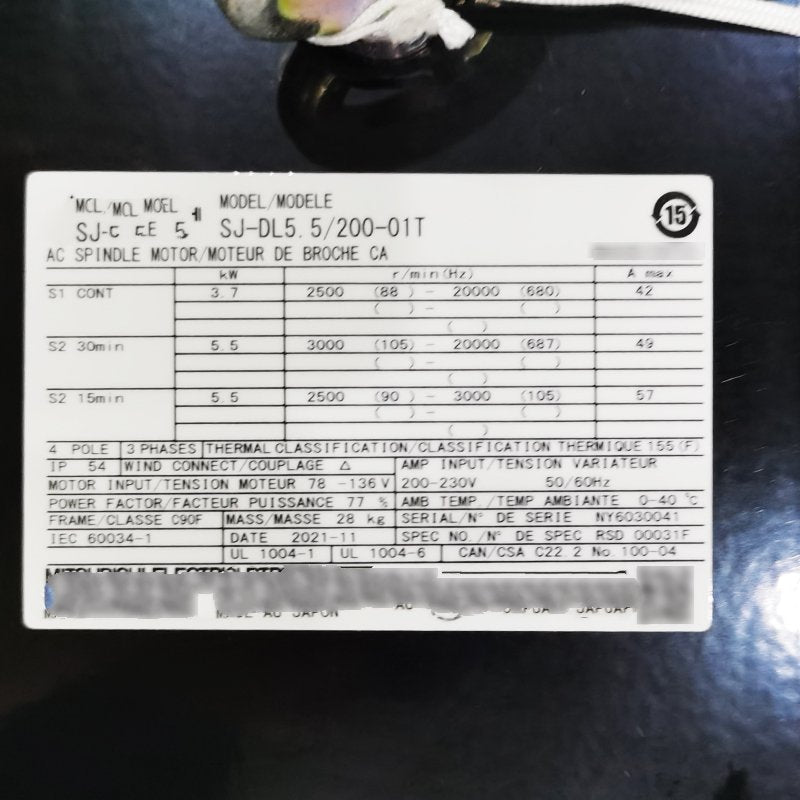 MODEL/MODELE
SJ-DL5.5/200-01T
15
AC SPINDLE MOTOR/MOTEUR DE BROCHE CA
kW r/min(Hz) A max
S1 CONT 3.7 2500 (88 ) - 20000 (680) 42
( ) - ( )
( )
S2 30min 5.5 3000 (105) - 20000 (687) 49
( ) - ( )
( )
S2 15min 5.5 2500 (90 ) - 3000 (105) 57
( ) - ( )
( )
4 POLE 3 PHASES THERMAL CLASSIFICATION/CLASSIFICATION THERMIQUE 155 (F)
IP 54 WIND CONNECT/COUPLAGE △ AMP INPUT/TENSION VARIATEUR
MOTOR INPUT/TENSION MOTEUR 78 -136 V 200-230V 50/60Hz
POWER FACTOR/FACTEUR PUISSANCE 77 % AMB TEMP./TEMP AMBIANTE 0-40 °C
FRAME/CLASSE C90F MASS/MASSE 28 kg SERIAL/N° DE SERIE NY6030041
IEC 60034-1 DATE 2021-11 SPEC NO./N° DE SPEC RSD 00031F
UL 1004-1 UL 1004-6 CAN/CSA C22.2 No.100-04